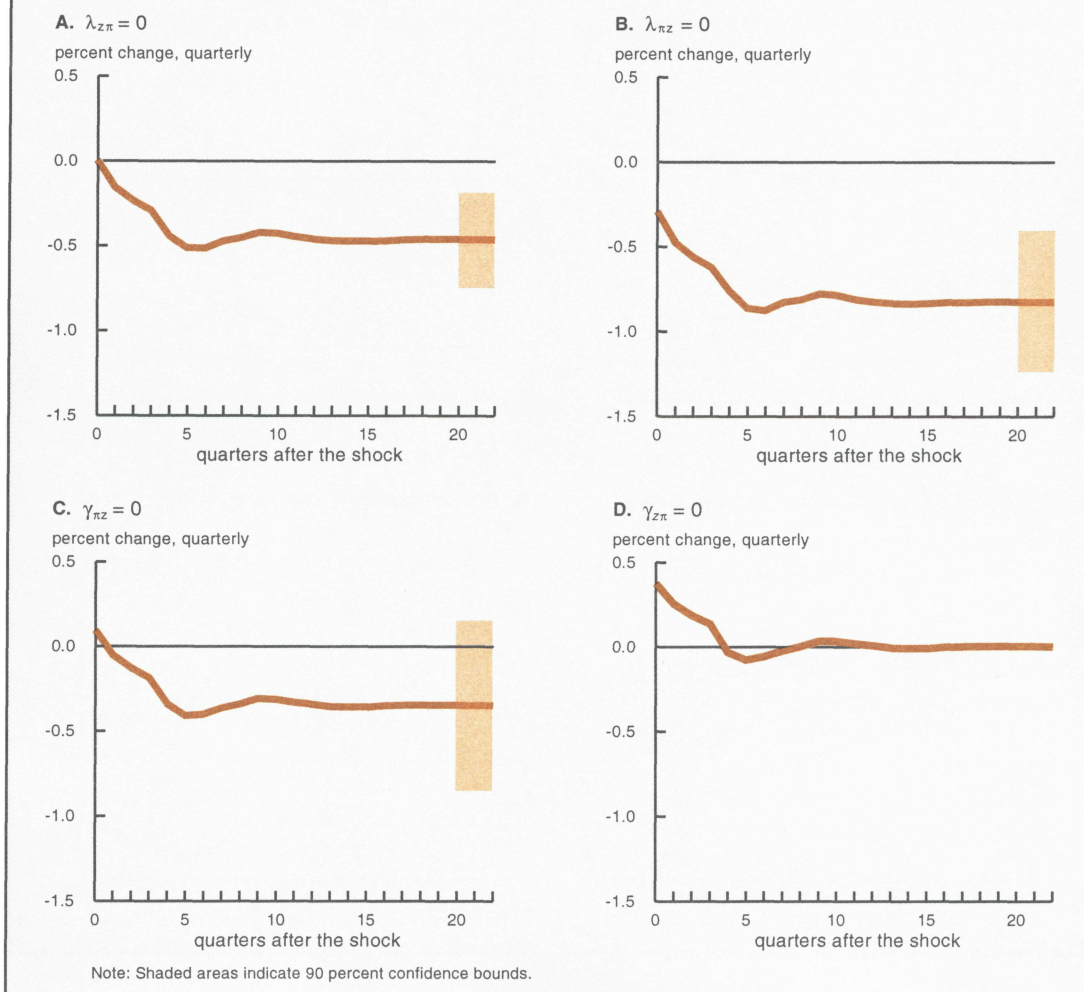 A. λzπ = 0
percent change, quarterly
0.5
0.0
-0.5
-1.0
-1.5
0 5 10 15 20
quarters after the shock
B. λπz = 0
percent change, quarterly
0.5
0.0
-0.5
-1.0
-1.5
0 5 10 15 20
quarters after the shock
C. γπz = 0
percent change, quarterly
0.5
0.0
-0.5
-1.0
-1.5
0 5 10 15 20
quarters after the shock
D. γzπ = 0
percent change, quarterly
0.5
0.0
-0.5
-1.0
-1.5
0 5 10 15 20
quarters after the shock
Note: Shaded areas indicate 90 percent confidence bounds.